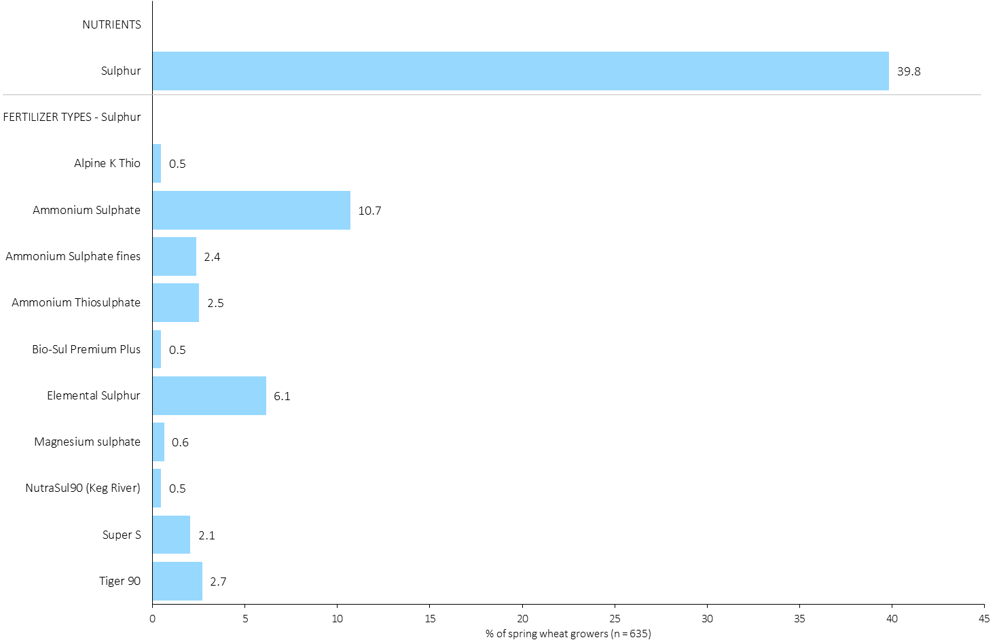 NUTRIENTS
Sulphur 39.8
FERTILIZER TYPES - Sulphur
Alpine K Thio 0.5
Ammonium Sulphate 10.7
Ammonium Sulphate fines 2.4
Ammonium Thiosulphate 2.5
Bio-Sul Premium Plus 0.5
Elemental Sulphur 6.1
Magnesium sulphate 0.6
NutraSul90 (Keg River) 0.5
Super S 2.1
Tiger 90 2.7
0 5 10 15 20 25 30 35 40 45
% of spring wheat growers (n = 635)